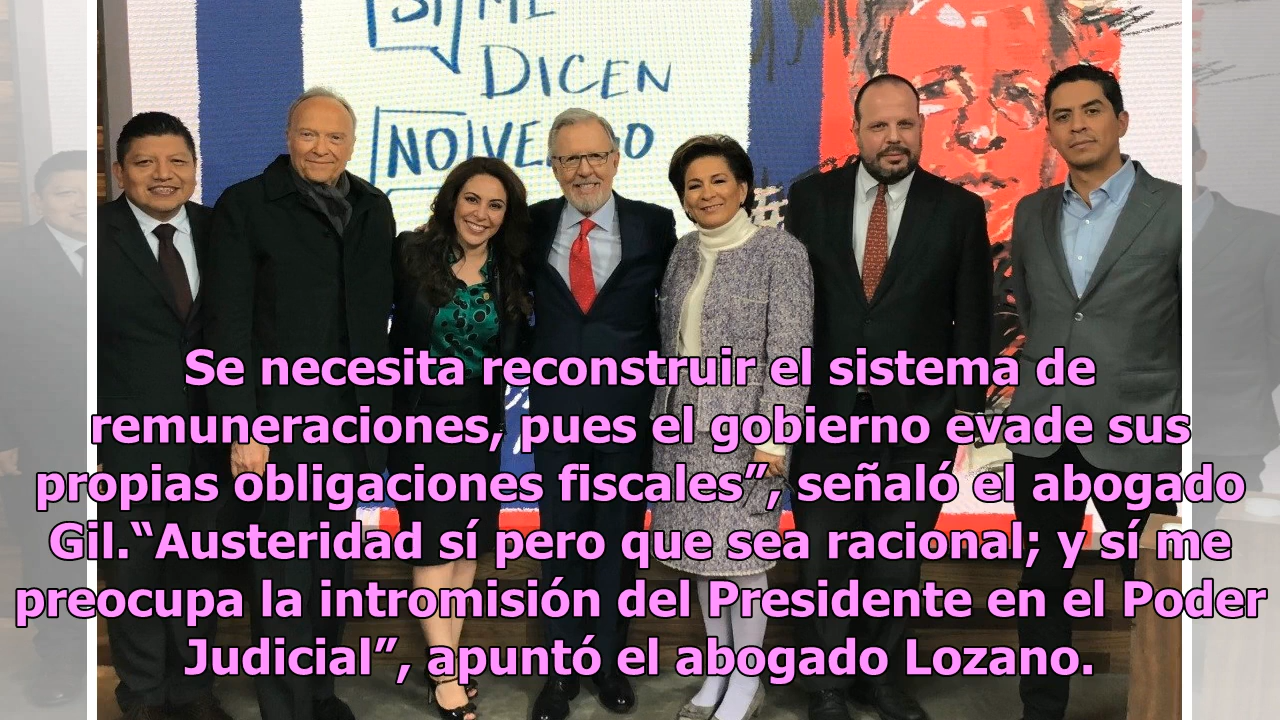 SI ME
DICEN
NO VENGO
Se necesita reconstruir el sistema de
remuneraciones, pues el gobierno evade sus
propias obligaciones fiscales”, señaló el abogado
Gil.“Austeridad sí pero que sea racional; y sí me
preocupa la intromisión del Presidente en el Poder
Judicial”, apuntó el abogado Lozano.